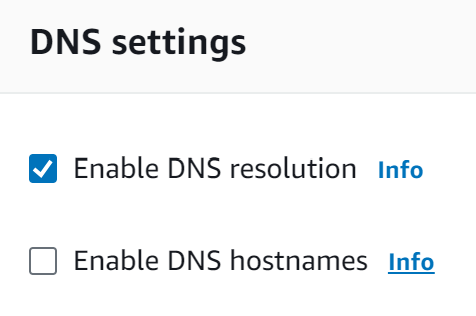 DNS settings
Enable DNS resolution Info
Enable DNS hostnames Info